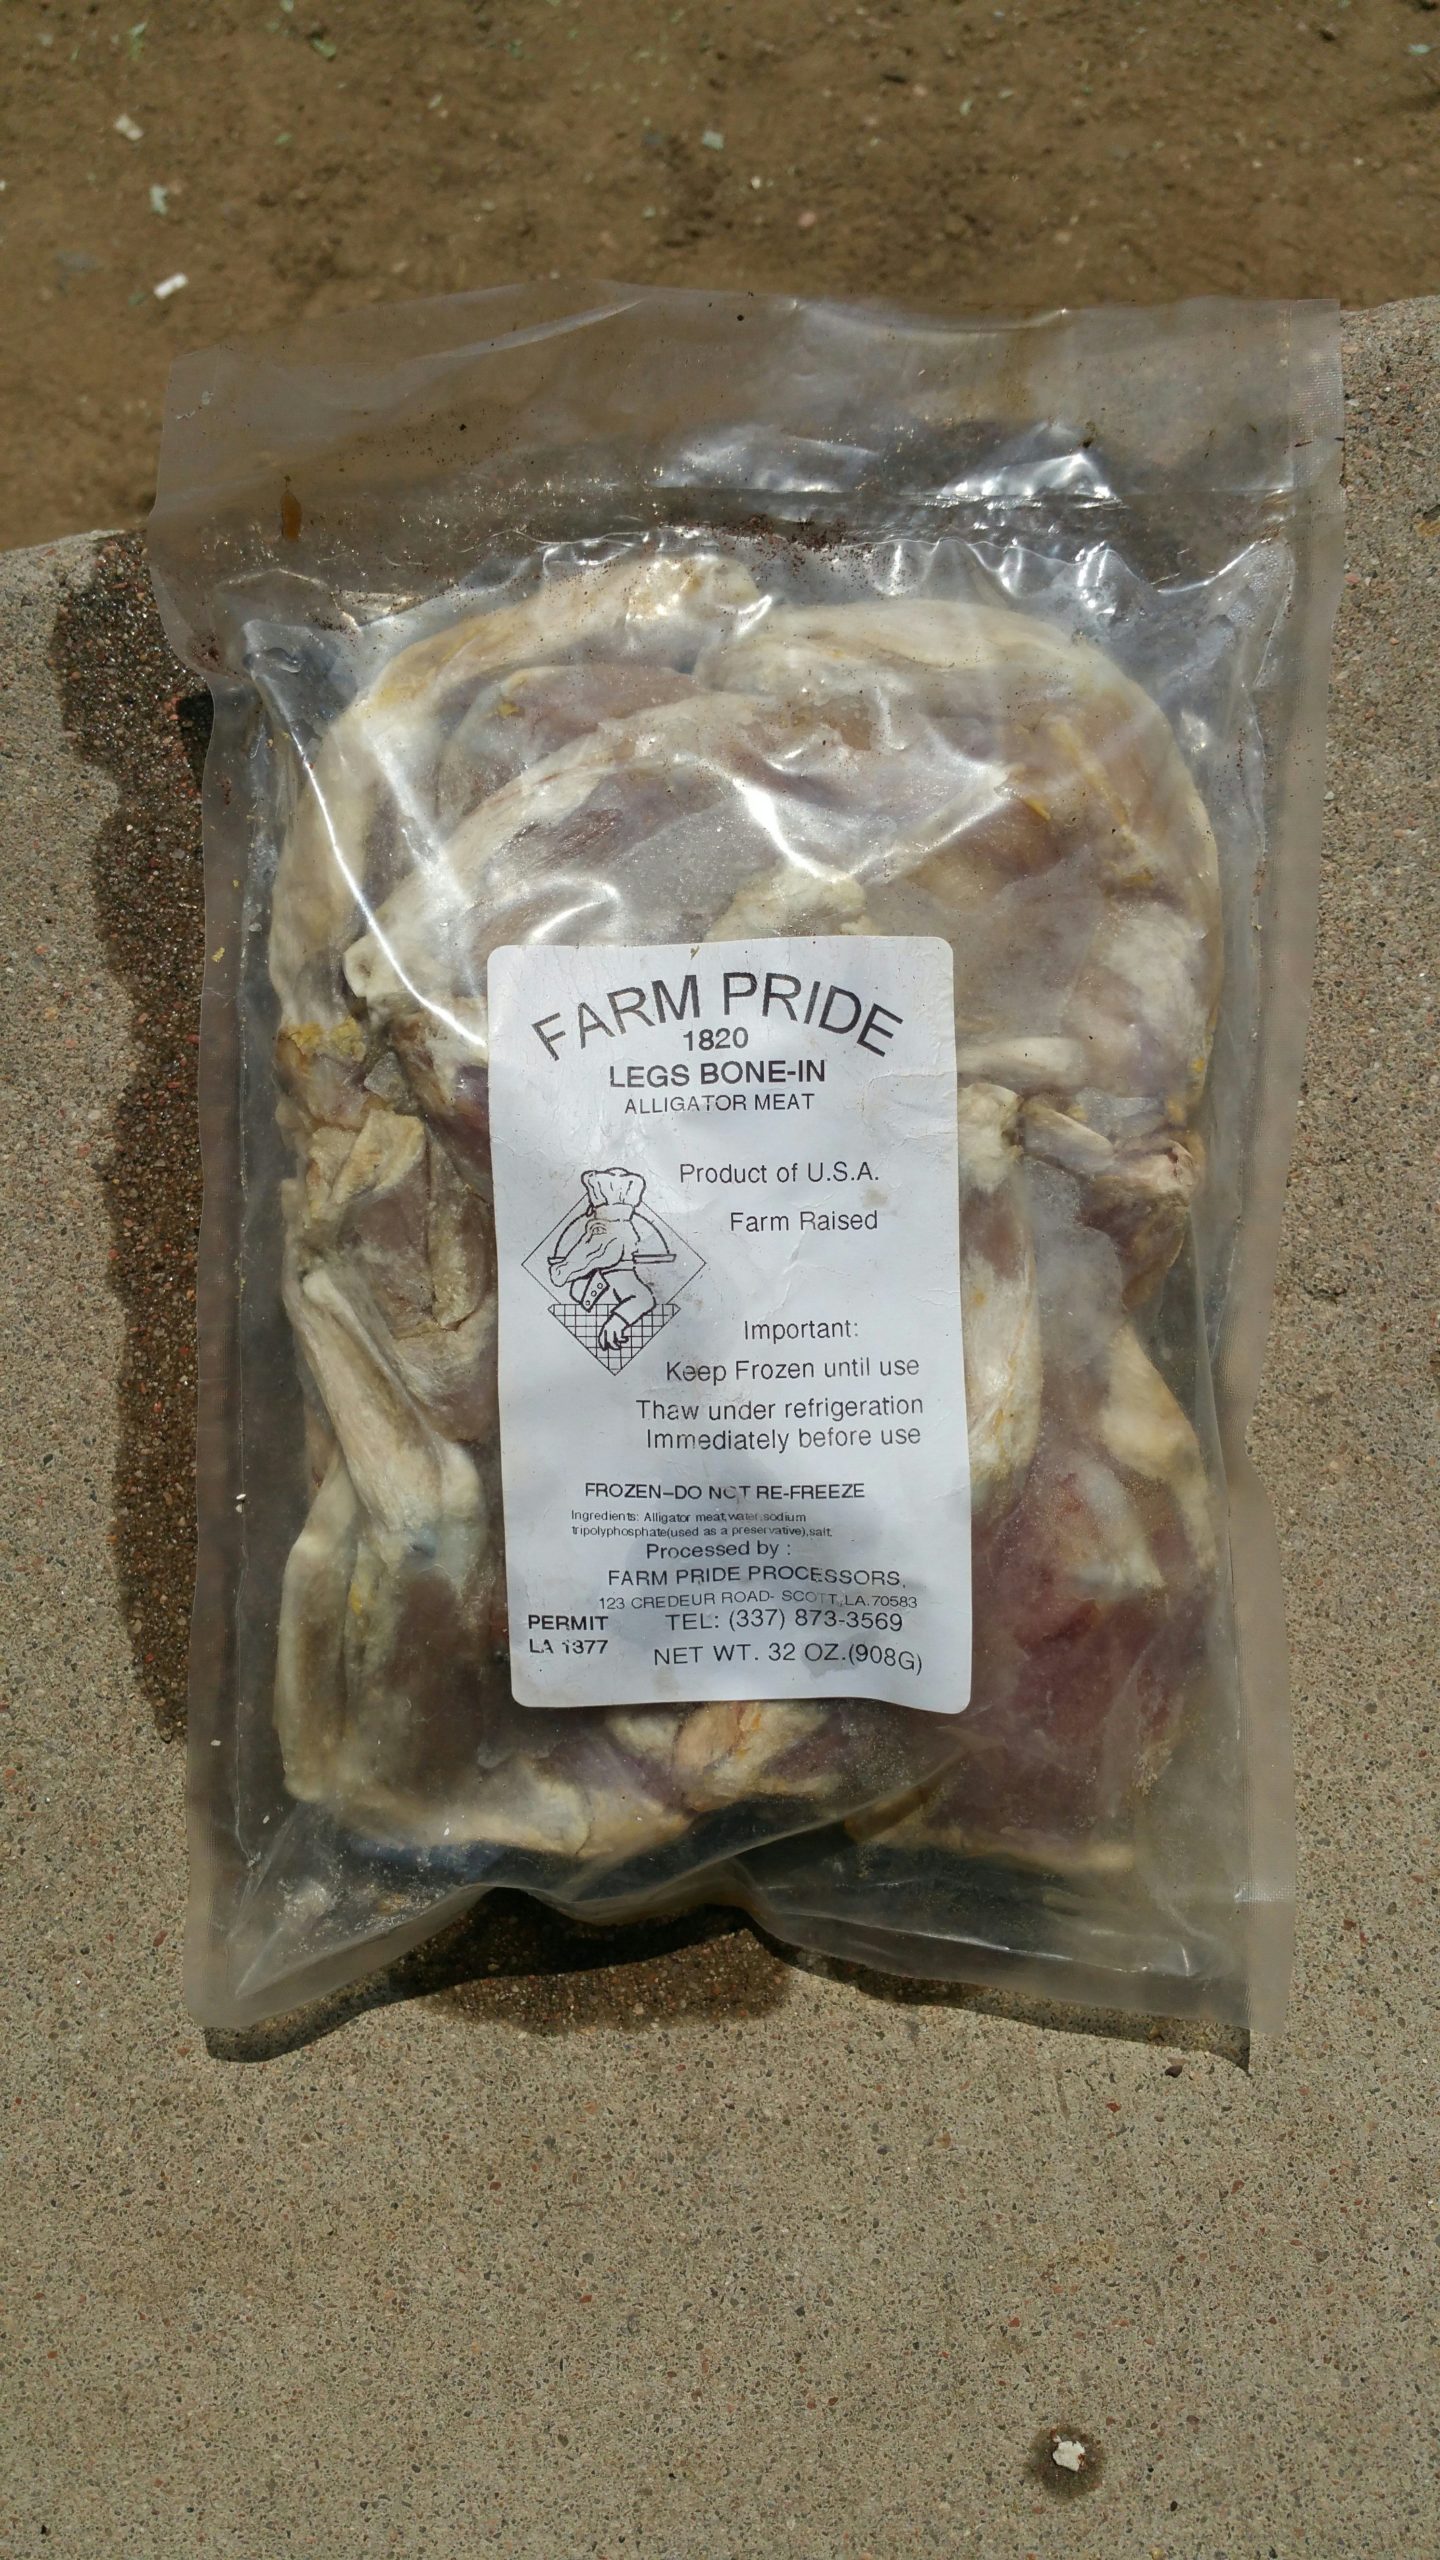 FARM PRIDE
1820
LEGS BONE-IN
ALLIGATOR MEAT
Product of U.S.A.
Farm Raised
Important:
Keep Frozen until use
Thaw under refrigeration
Immediately before use
FROZEN-DO NOT RE-FREEZE
Ingredients: Alligator meat,water,sodium
tripolyphosphate(used as a preservative),salt.
Processed by :
FARM PRIDE PROCESSORS,
123 CREDEUR ROAD- SCOTT,LA.70583
PERMIT TEL: (337) 873-3569
LA 1377 NET WT. 32 OZ.(908G)